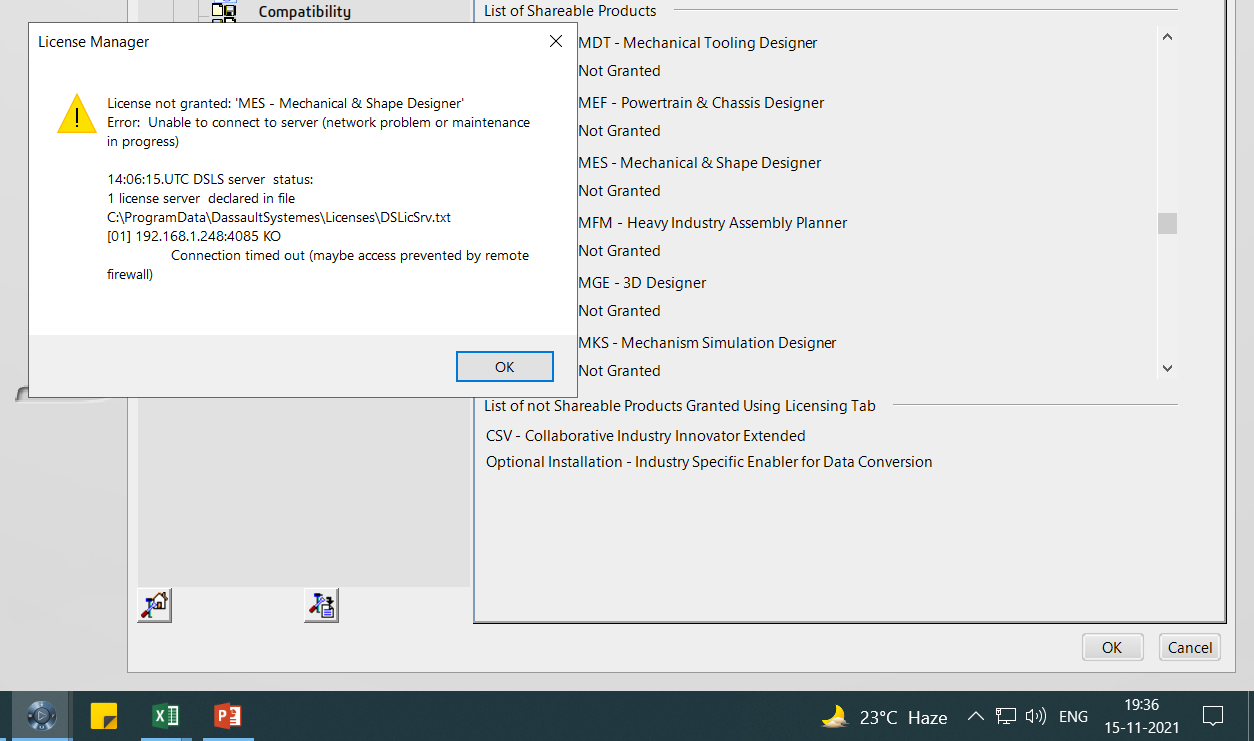 Compatibility
List of Shareable Products
License Manager
License not granted: 'MES - Mechanical & Shape Designer'
Error:  Unable to connect to server (network problem or maintenance
in progress)
14:06:15.UTC DSLS server  status:
1 license server  declared in file
C:\ProgramData\DassaultSystemes\Licenses\DSLicSrv.txt
[01] 192.168.1.248:4085 KO
Connection timed out (maybe access prevented by remote
firewall)
OK
MDT - Mechanical Tooling Designer
Not Granted
MEF - Powertrain & Chassis Designer
Not Granted
MES - Mechanical & Shape Designer
Not Granted
MFM - Heavy Industry Assembly Planner
Not Granted
MGE - 3D Designer
Not Granted
MKS - Mechanism Simulation Designer
Not Granted
List of not Shareable Products Granted Using Licensing Tab
CSV - Collaborative Industry Innovator Extended
Optional Installation - Industry Specific Enabler for Data Conversion
OK Cancel
23°C Haze ENG 19:36
15-11-2021